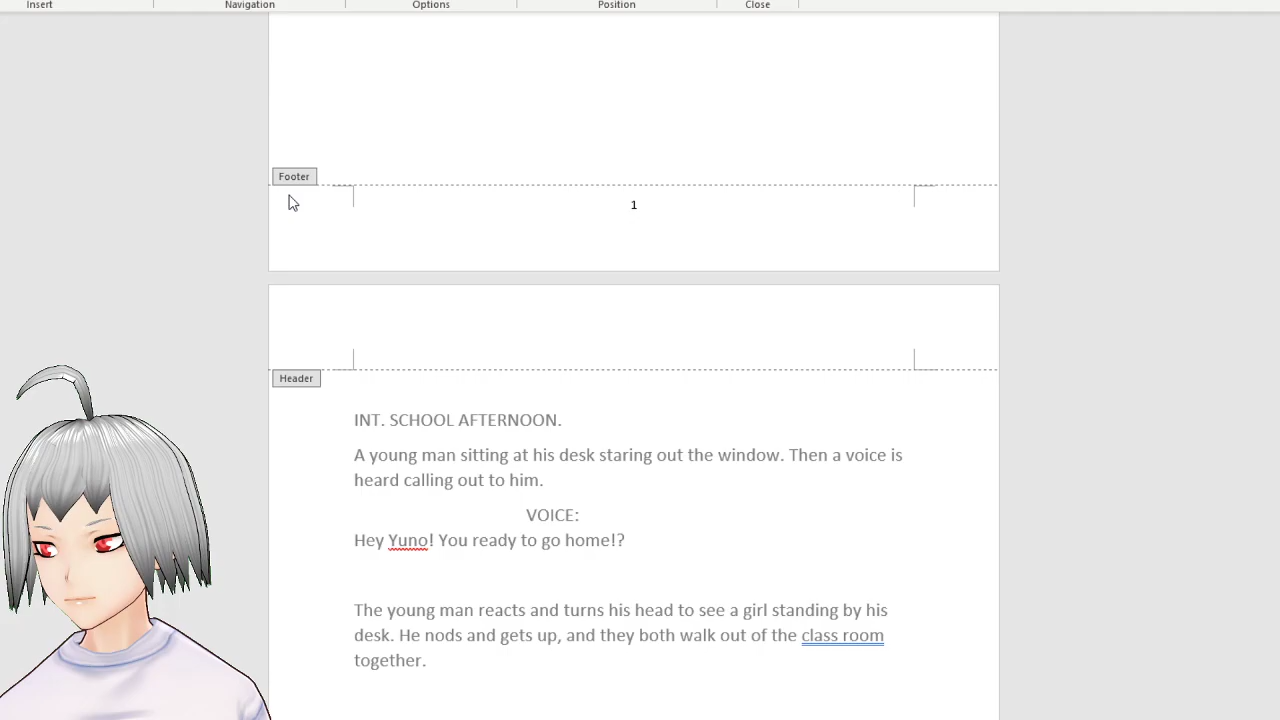 Insert Navigation Options Position Close
Footer
1
Header
INT. SCHOOL AFTERNOON.
A young man sitting at his desk staring out the window. Then a voice is
heard calling out to him.
VOICE:
Hey Yuno! You ready to go home!?
The young man reacts and turns his head to see a girl standing by his
desk. He nods and gets up, and they both walk out of the class room
together.